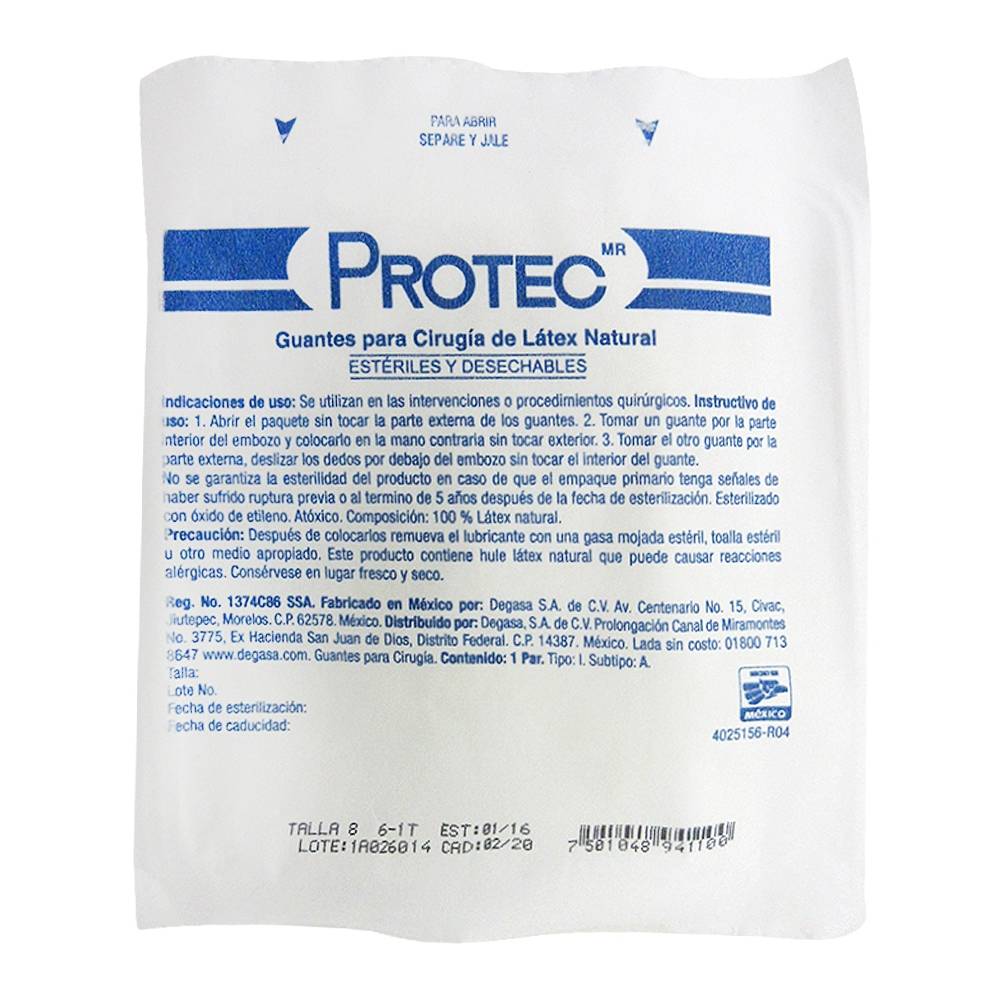 PARA ABRIR
SEPARE Y JALE
PROTEC MR
Guantes para Cirugía de Látex Natural
ESTÉRILES Y DESECHABLES
Indicaciones de uso: Se utilizan en las intervenciones o procedimientos quirúrgicos. Instructivo de
uso: 1. Abrir el paquete sin tocar la parte externa de los guantes. 2. Tomar un guante por la parte
interior del embozo y colocarlo en la mano contraria sin tocar exterior. 3. Tomar el otro guante por la
parte externa, deslizar los dedos por debajo del embozo sin tocar el interior del guante.
No se garantiza la esterilidad del producto en caso de que el empaque primario tenga señales de
haber sufrido ruptura previa o al termino de 5 años después de la fecha de esterilización. Esterilizado
con óxido de etileno. Atóxico. Composición: 100 % Látex natural.
Precaución: Después de colocarlos remueva el lubricante con una gasa mojada estéril, toalla estéril
u otro medio apropiado. Este producto contiene hule látex natural que puede causar reacciones
alérgicas. Consérvese en lugar fresco y seco.
Reg. No. 1374C86 SSA. Fabricado en México por: Degasa S.A. de C.V. Av. Centenario No. 15, Civac,
Jiutepec, Morelos. C.P. 62578. México. Distribuido por: Degasa, S.A. de C.V. Prolongación Canal de Miramontes
No. 3775, Ex Hacienda San Juan de Dios, Distrito Federal. C.P. 14387. México. Lada sin costo: 01800 713
8647 www.degasa.com. Guantes para Cirugía. Contenido: 1 Par. Tipo: I. Subtipo: A.
Talla:
Lote No.
Fecha de esterilización:
Fecha de caducidad:
HECHO EN
MÉXICO
4025156-R04
TALLA 8 6-1T EST:01/16
LOTE:1A026014 CAD:02/20
7 501048 941100